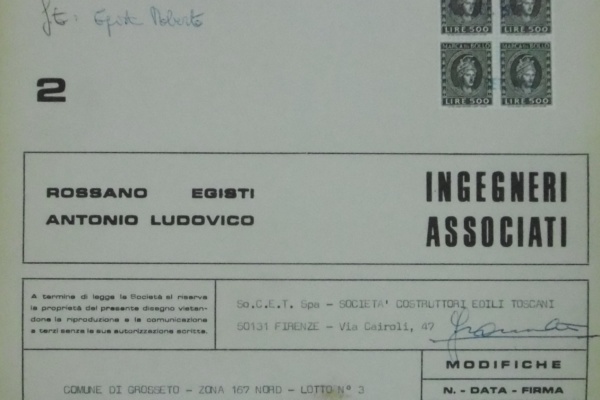 LIRE 500 LIRE 500
MARCA DA BOLLO MARCA DA BOLLO
LIRE 500 LIRE 500
2
ROSSANO EGISTI
ANTONIO LUDOVICO
INGEGNERI
ASSOCIATI
A termine di legge la Società si riserva
la proprietà del presente disegno vietan-
done la riproduzione e la comunicazione
a terzi senza la sua autorizzazione scritta.
So.C.E.T. Spa - SOCIETA' COSTRUTTORI EDILI TOSCANI
50131 FIRENZE - Via Cairoli, 47
MODIFICHE
N. - DATA - FIRMA
COMUNE DI GROSSETO - ZONA 167 NORD - LOTTO N° 3